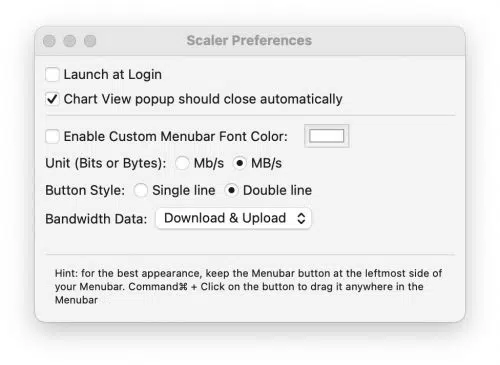 Scaler Preferences
Launch at Login
Chart View popup should close automatically
Enable Custom Menubar Font Color:
Unit (Bits or Bytes): Mb/s MB/s
Button Style: Single line Double line
Bandwidth Data: Download & Upload
Hint: for the best appearance, keep the Menubar button at the leftmost side of
your Menubar. Command⌘ + Click on the button to drag it anywhere in the
Menubar